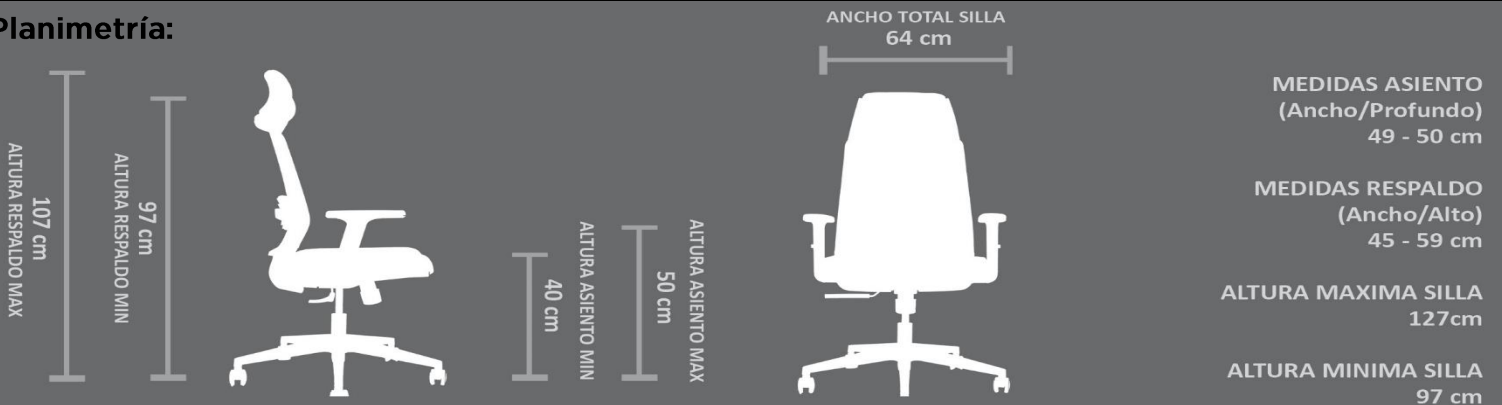 Planimetría:
ALTURA RESPALDO MAX
107 cm
ALTURA RESPALDO MIN
97 cm
40 cm
ALTURA ASIENTO MIN
50 cm
ALTURA ASIENTO MAX
ANCHO TOTAL SILLA
64 cm
MEDIDAS ASIENTO
(Ancho/Profundo)
49 - 50 cm
MEDIDAS RESPALDO
(Ancho/Alto)
45 - 59 cm
ALTURA MAXIMA SILLA
127cm
ALTURA MINIMA SILLA
97 cm